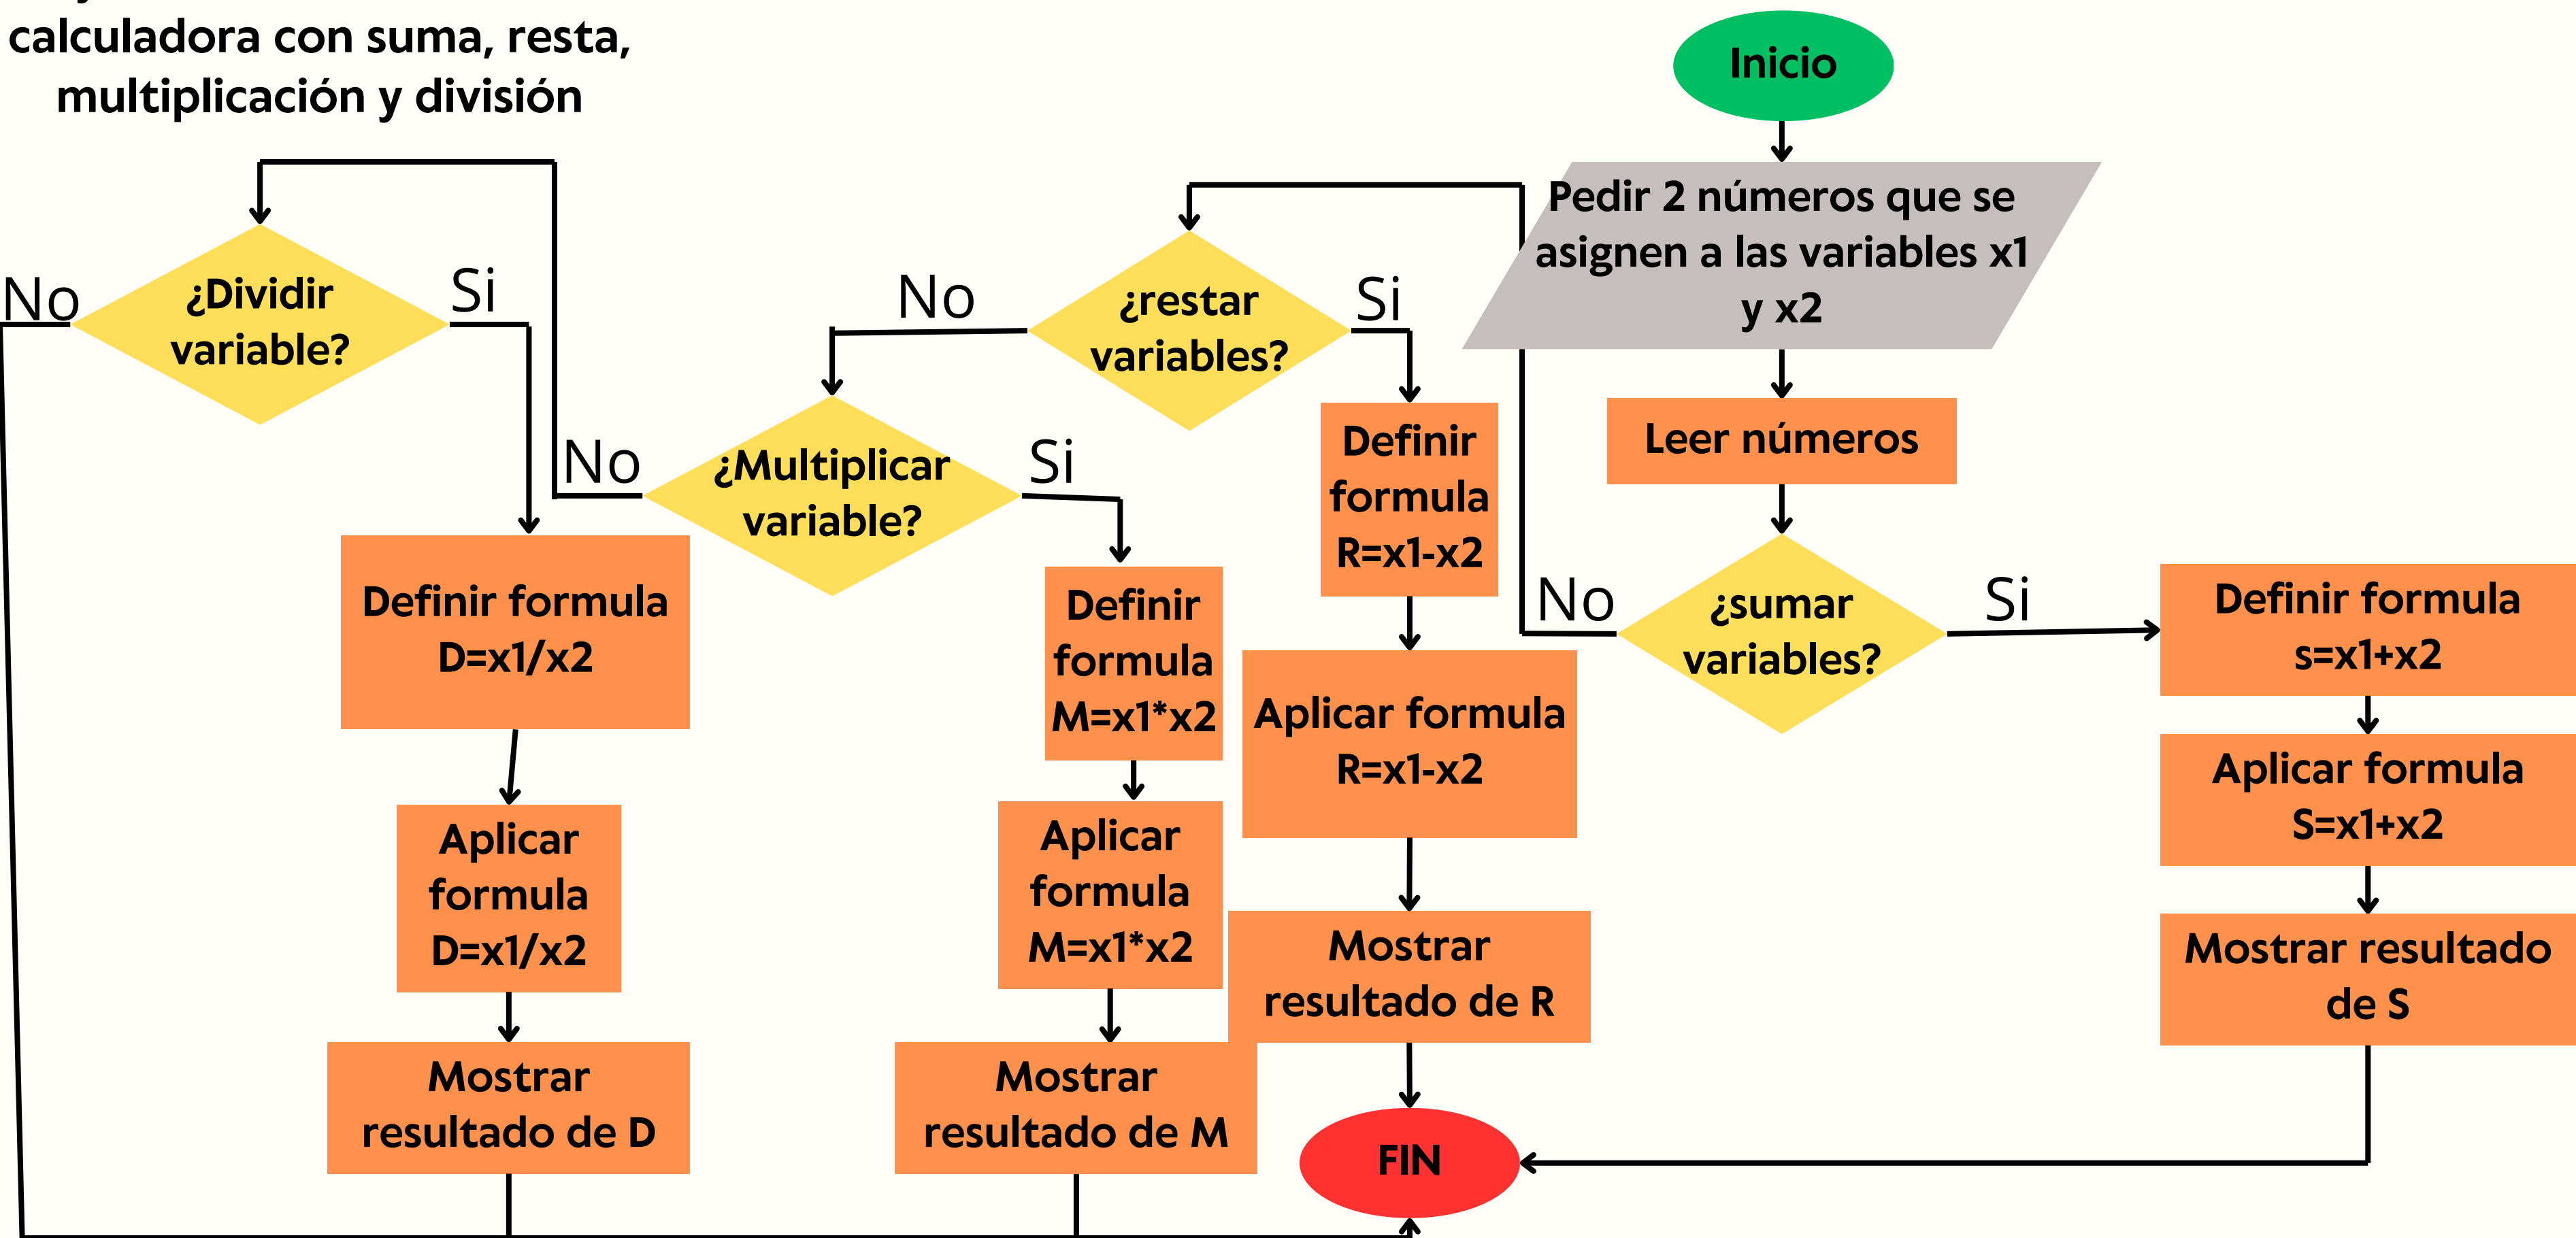 calculadora con suma, resta,
multiplicación y división
Inicio
Pedir 2 números que se
asignen a las variables x1
y x2
Leer números
¿sumar
variables?
Si
No
Definir formula
s=x1+x2
Aplicar formula
S=x1+x2
Mostrar resultado
de S
¿restar
variables?
Si
No
Definir
formula
R=x1-x2
Aplicar formula
R=x1-x2
Mostrar
resultado de R
¿Multiplicar
variable?
Si
No
Definir
formula
M=x1*x2
Aplicar
formula
M=x1*x2
Mostrar
resultado de M
¿Dividir
variable?
Si
No
Definir formula
D=x1/x2
Aplicar
formula
D=x1/x2
Mostrar
resultado de D
FIN